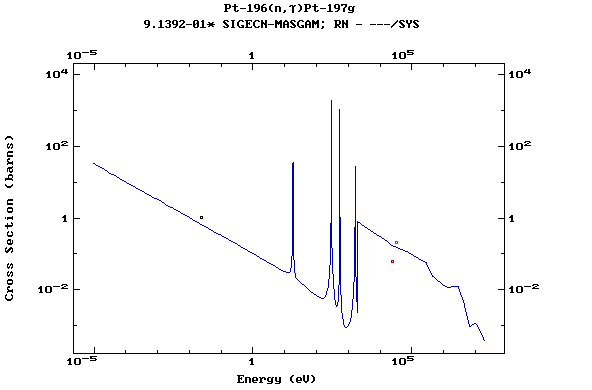 Pt-196(n,γ)Pt-197g
9.1392-01* SIGECN-MASGAM; RN - ---/SYS
10⁻⁵ 1 10⁵
10⁴ 10⁴
10² 10²
1 1
10⁻² 10⁻²
Cross Section (barns)
10⁻⁵ 1 10⁵
Energy (eV)